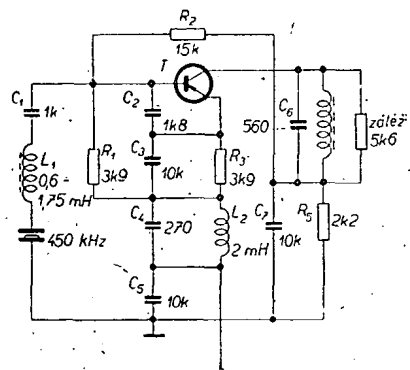 R2
15k
T
C1
1k
C2
1k8
C6
560
zátěž
5k6
L1
0,6 ÷
1,75 mH
R1
3k9
C3
10k
R3
3k9
C4
270
L2
2 mH
C7
10k
R5
2k2
450 kHz
C5
10k